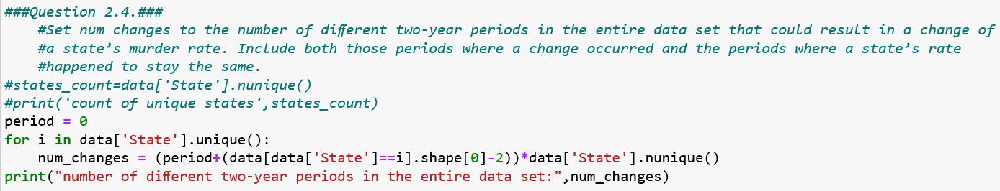 ###Question 2.4.###
#Set num changes to the number of different two-year periods in the entire data set that could result in a change of
#a state’s murder rate. Include both those periods where a change occurred and the periods where a state’s rate
#happened to stay the same.
#states_count=data['State'].nunique()
#print('count of unique states',states_count)
period = 0
for i in data['State'].unique():
    num_changes = (period+(data[data['State']==i].shape[0]-2))*data['State'].nunique()
print("number of different two-year periods in the entire data set:",num_changes)